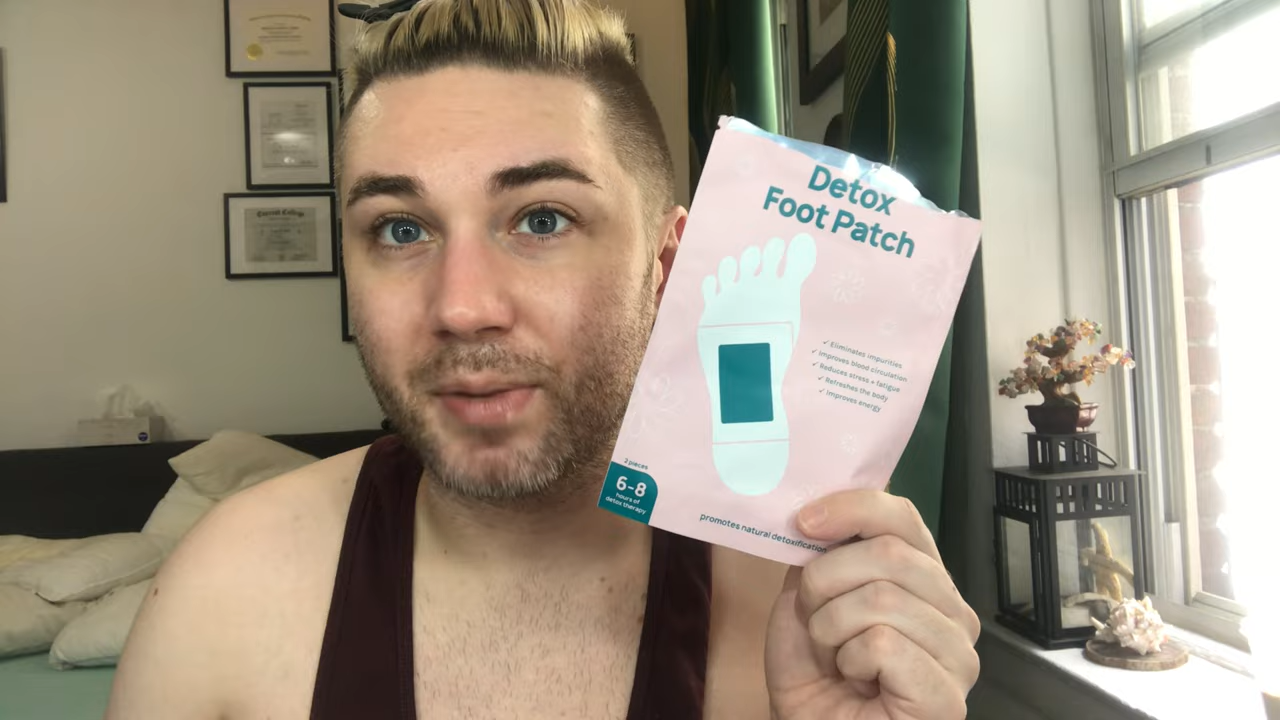 Detox
Foot Patch
✓ Eliminates impurities
✓ Improves blood circulation
✓ Reduces stress + fatigue
✓ Refreshes the body
✓ Improves energy
2 pieces
6-8
hours of
detox therapy
promotes natural detoxification